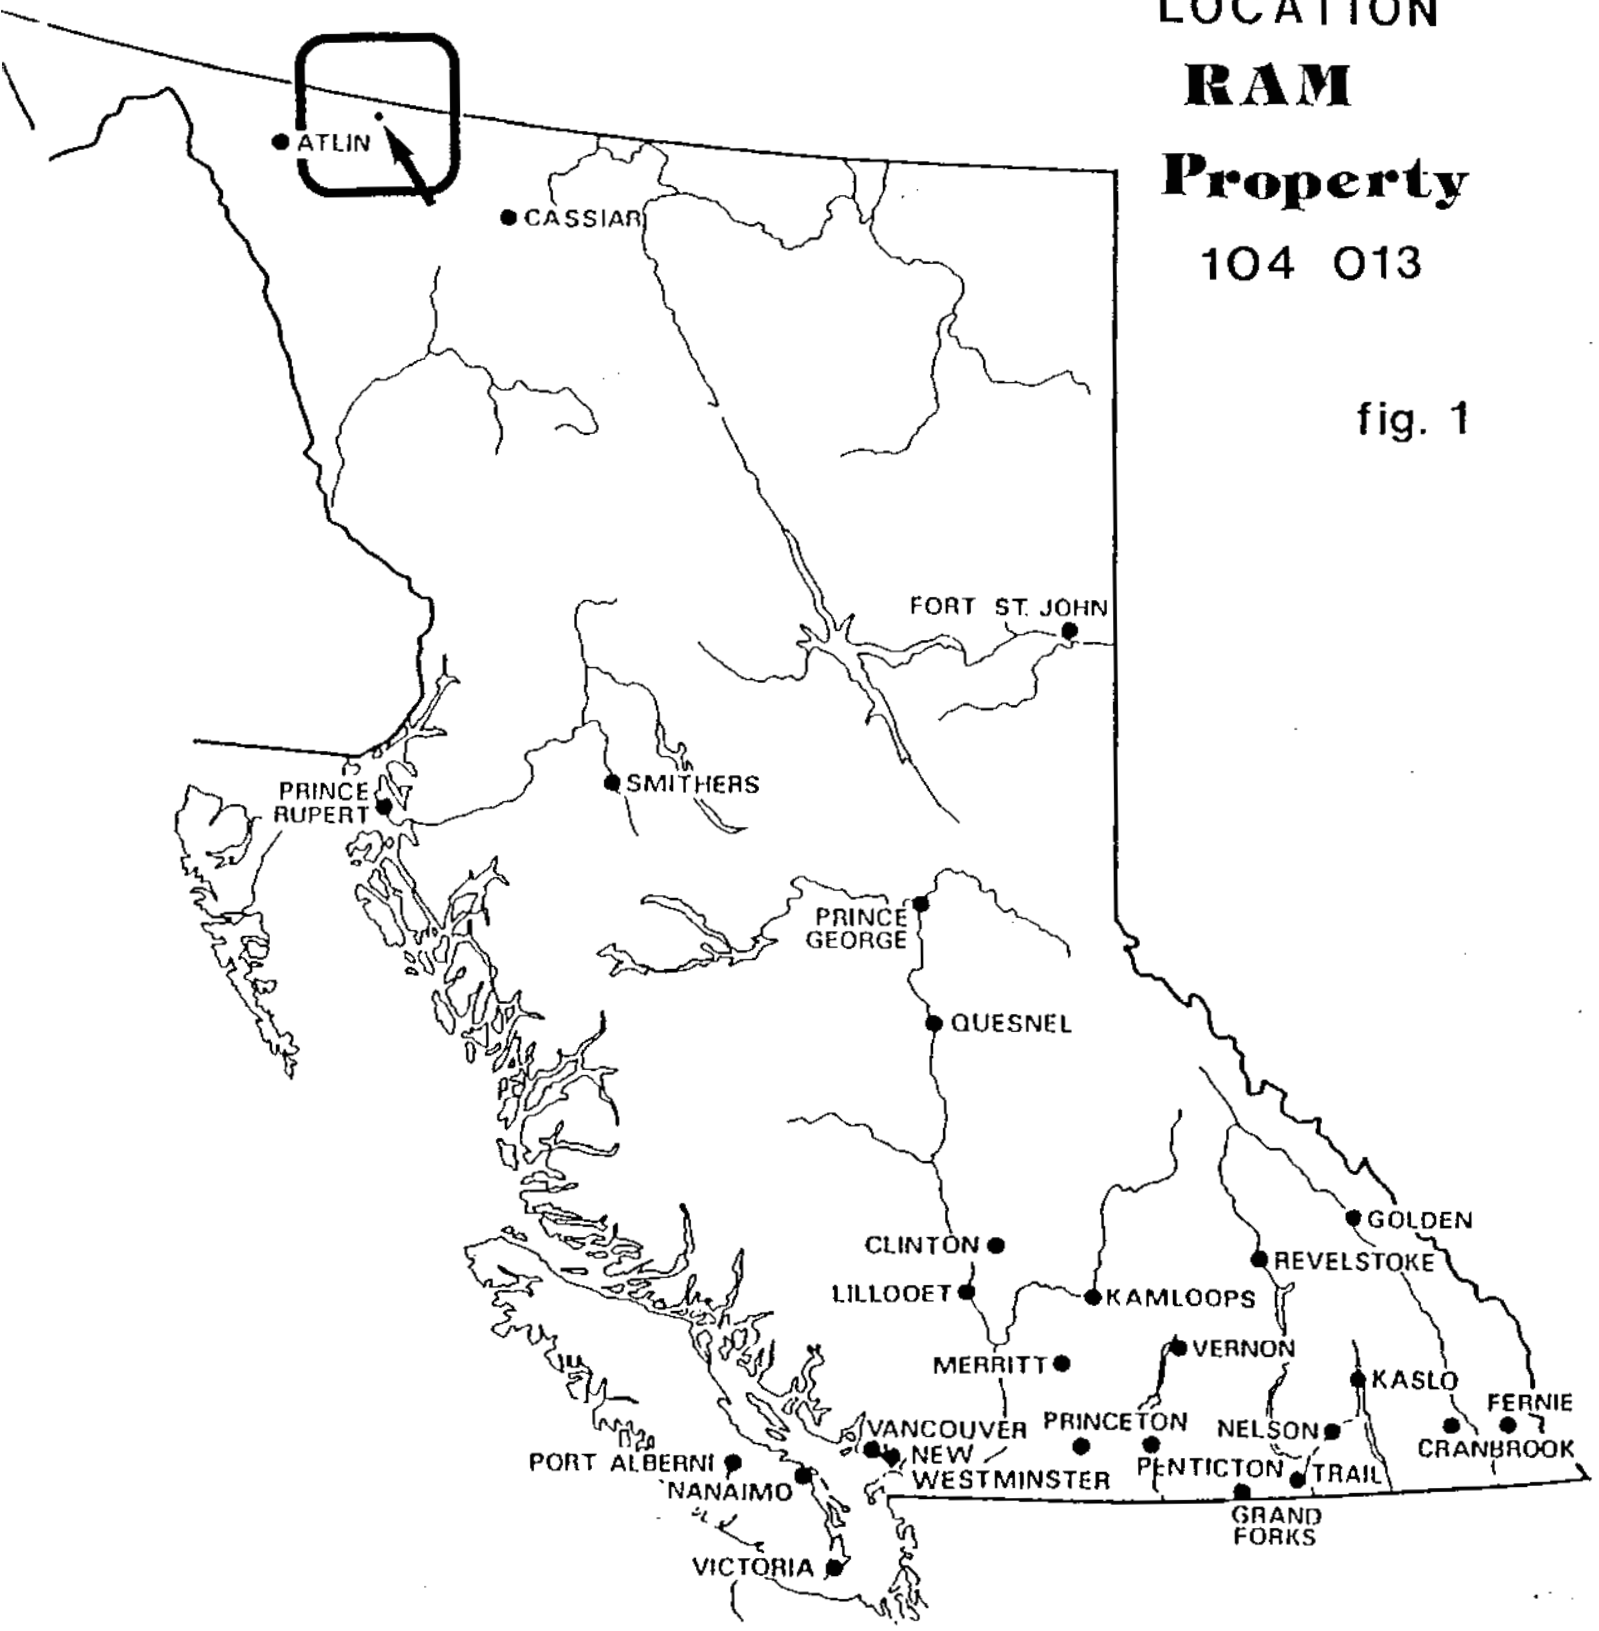 LOCATION
RAM
Property
104 O13
fig. 1
ATLIN
CASSIAR
FORT ST. JOHN
SMITHERS
PRINCE
RUPERT
PRINCE
GEORGE
QUESNEL
GOLDEN
CLINTON
REVELSTOKE
LILLOOET
KAMLOOPS
VERNON
MERRITT
KASLO
FERNIE
PRINCETON
VANCOUVER
NELSON
CRANBROOK
NEW
WESTMINSTER
PORT ALBERNI
PENTICTON
TRAIL
NANAIMO
GRAND
FORKS
VICTORIA